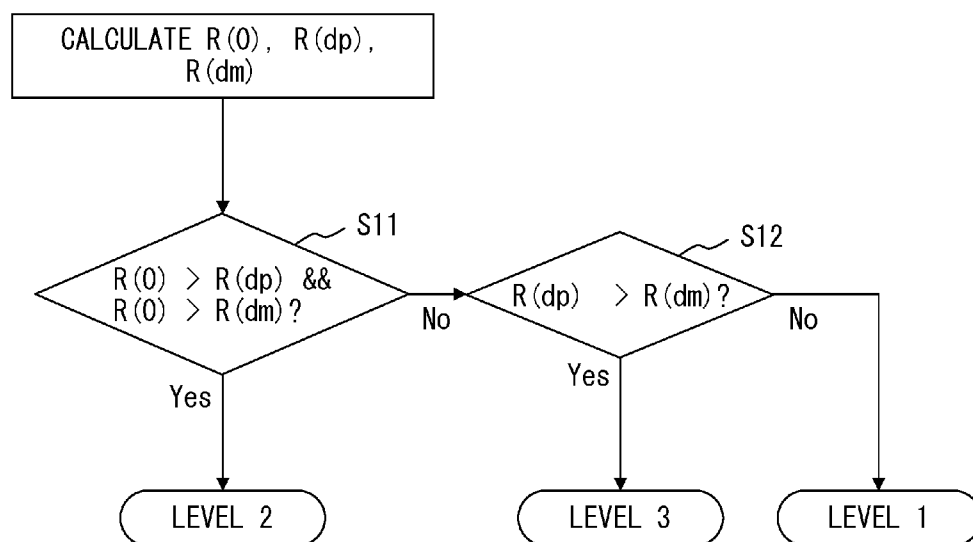 CALCULATE R(0), R(dp),
R(dm)
S11
R(0) > R(dp) &&
R(0) > R(dm)?
No
Yes
S12
R(dp) > R(dm)?
No
Yes
LEVEL 2
LEVEL 3
LEVEL 1